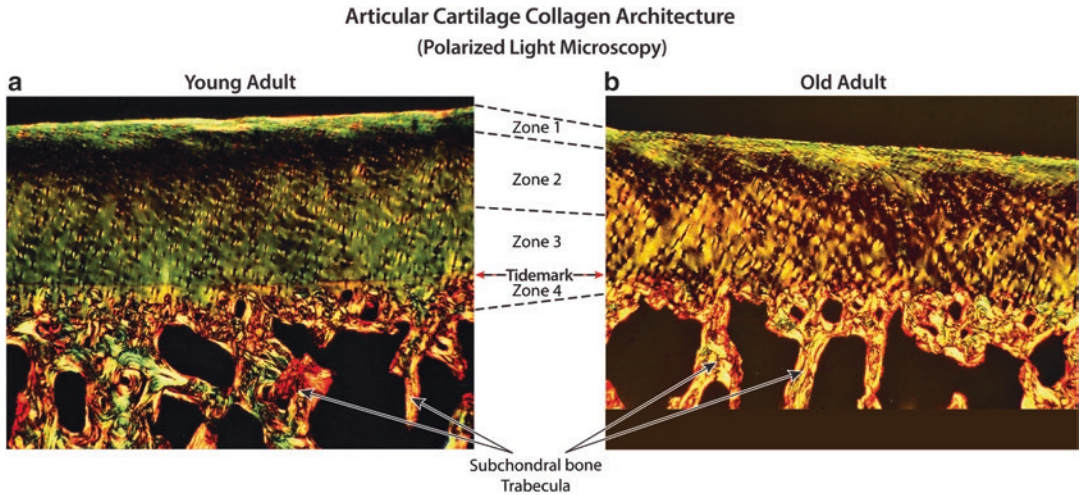 Articular Cartilage Collagen Architecture
(Polarized Light Microscopy)
a
Young Adult
b
Old Adult
Zone 1
Zone 2
Zone 3
Tidemark
Zone 4
Subchondral bone
Trabecula